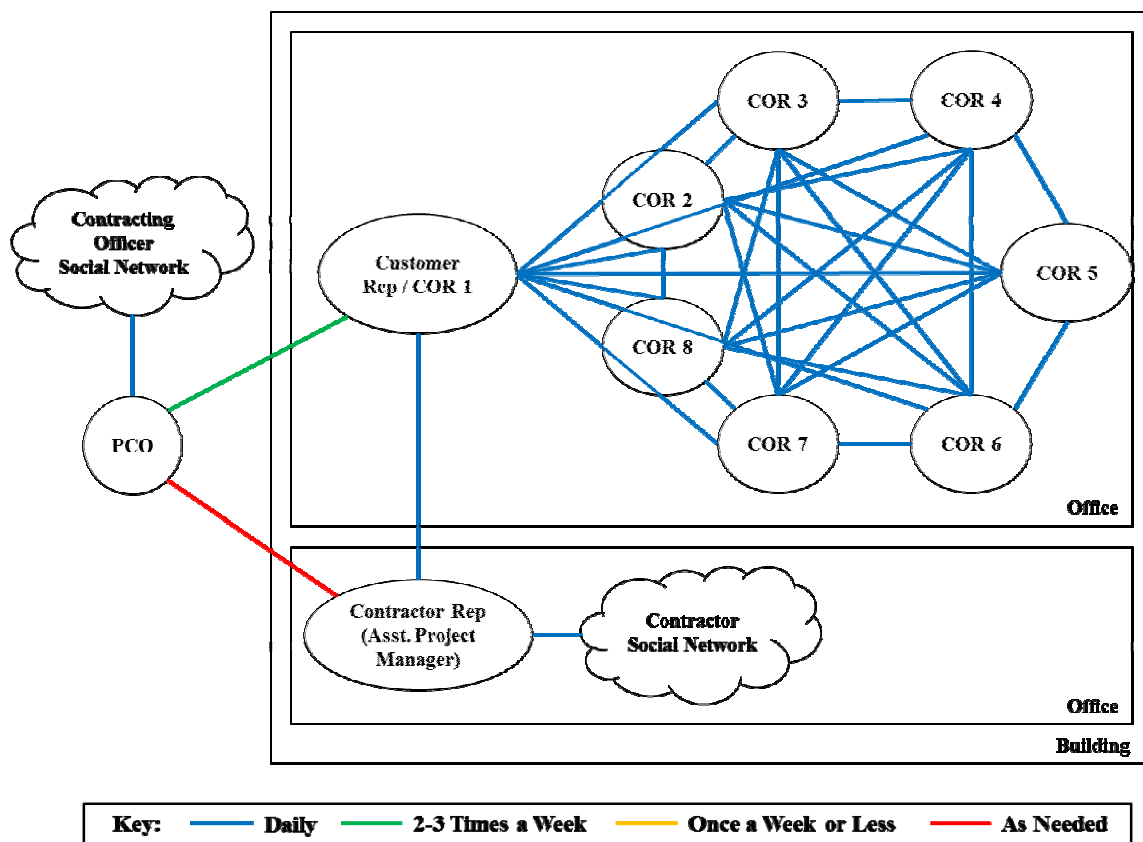 Contracting
Officer
Social Network
PCO
Customer
Rep / COR 1
COR 2
COR 3
COR 4
COR 5
COR 6
COR 7
COR 8
Office
Contractor Rep
(Asst. Project
Manager)
Contractor
Social Network
Office
Building
Key: Daily 2-3 Times a Week Once a Week or Less As Needed